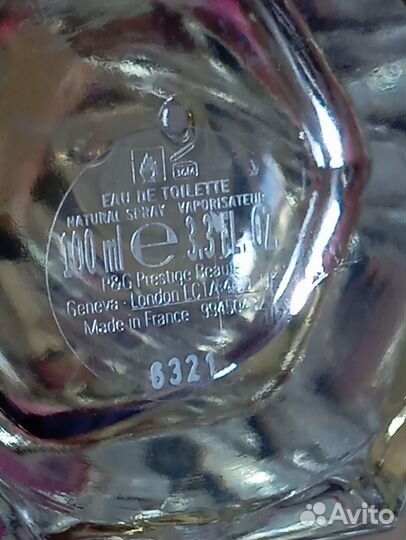 30M
EAU DE TOILETTE
NATURAL SPRAY VAPORISATEUR
100 ml e 3.3 FL. OZ.
P&G Prestige
Geneva - London
Made in France
6321
Avito